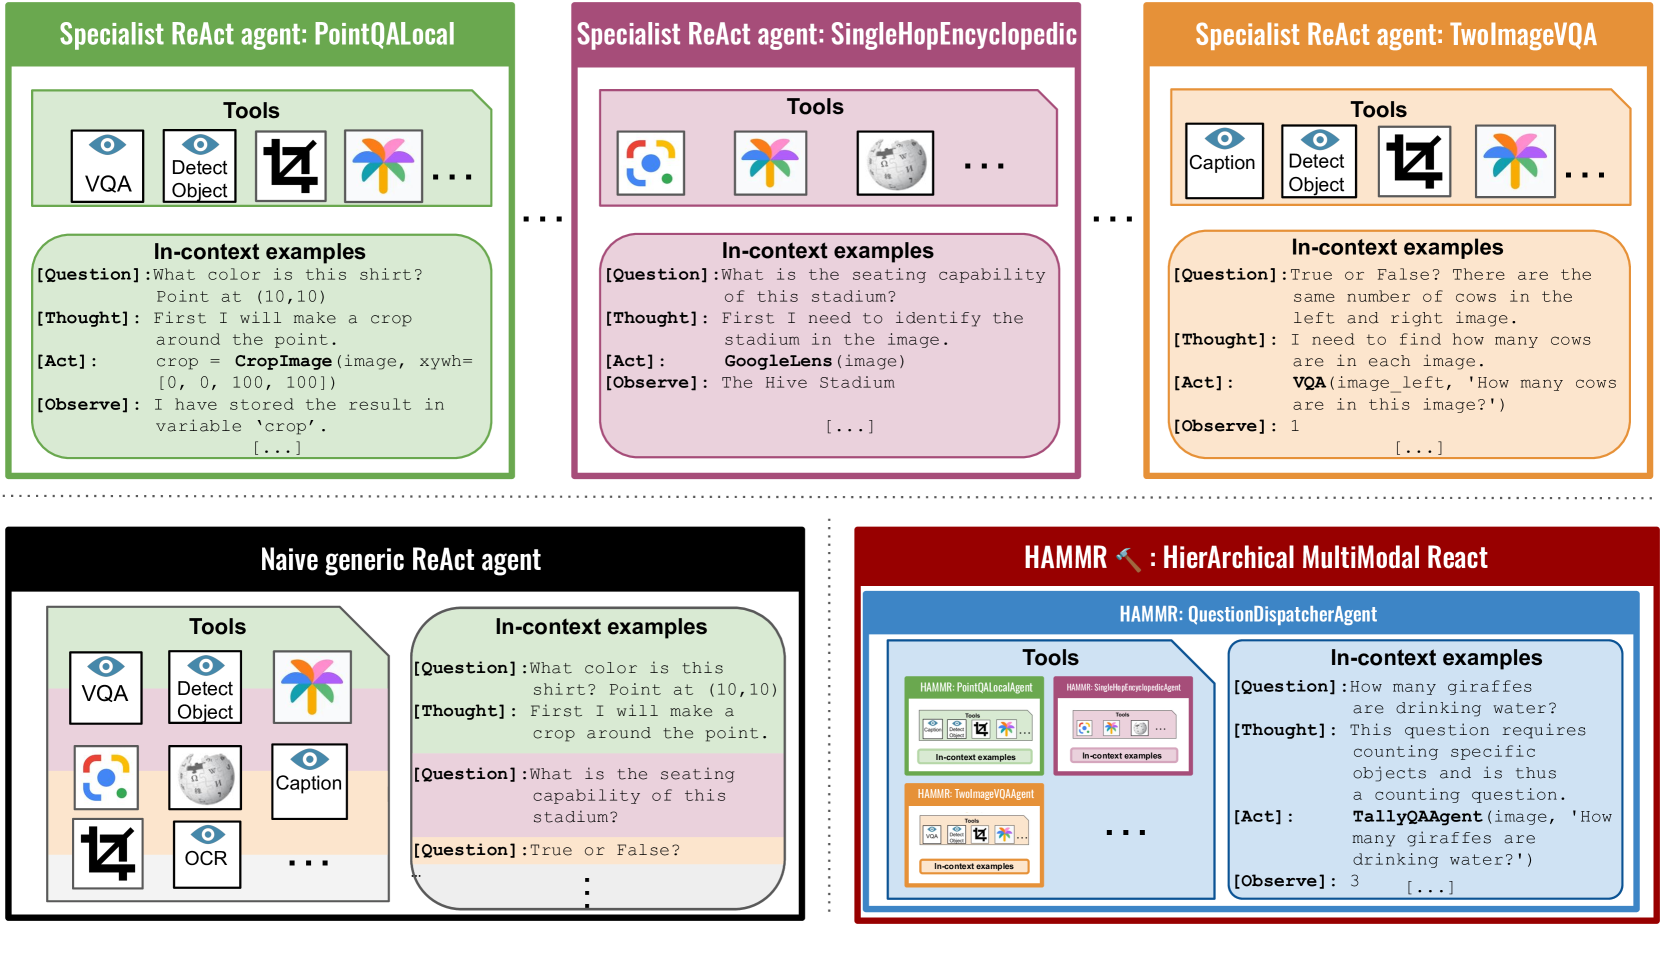 Specialist ReAct agent: PointQALocal
Tools
VQA
Detect
Object
...
In-context examples
[Question]:What color is this shirt?
Point at (10,10)
[Thought]: First I will make a crop
around the point.
[Act]: crop = CropImage(image, xywh=
[0, 0, 100, 100])
[Observe]: I have stored the result in
variable ‘crop’.
[...]
...
Specialist ReAct agent: SingleHopEncyclopedic
Tools
...
In-context examples
[Question]:What is the seating capability
of this stadium?
[Thought]: First I need to identify the
stadium in the image.
[Act]: GoogleLens(image)
[Observe]: The Hive Stadium
[...]
...
Specialist ReAct agent: TwoImageVQA
Tools
Caption
Detect
Object
...
In-context examples
[Question]:True or False? There are the
same number of cows in the
left and right image.
[Thought]: I need to find how many cows
are in each image.
[Act]: VQA(image_left, 'How many cows
are in this image?')
[Observe]: 1
[...]
Naive generic ReAct agent
Tools
VQA
Detect
Object
Caption
OCR
...
In-context examples
[Question]:What color is this
shirt? Point at (10,10)
[Thought]: First I will make a
crop around the point.
[Question]:What is the seating
capability of this
stadium?
[Question]:True or False?
…
HAMMR : HierArchical MultiModal React
HAMMR: QuestionDispatcherAgent
Tools
HAMMR: PointQALocalAgent
Tools
Caption
Detect
Object
...
In-context examples
HAMMR: SingleHopEncyclopedicAgent
Tools
...
In-context examples
HAMMR: TwoImageVQAAgent
Tools
VQA
Detect
Object
...
In-context examples
...
In-context examples
[Question]:How many giraffes
are drinking water?
[Thought]: This question requires
counting specific
objects and is thus
a counting question.
[Act]: TallyQAAgent(image, 'How
many giraffes are
drinking water?')
[Observe]: 3
[...]